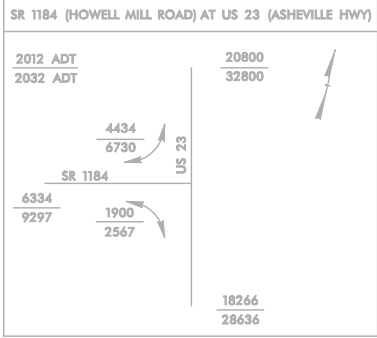 SR 1184 (HOWELL MILL ROAD) AT US 23 (ASHEVILLE HWY)
2012 ADT
2032 ADT
20800
32800
4434
6730
US 23
SR 1184
6334
9297
1900
2567
18266
28636